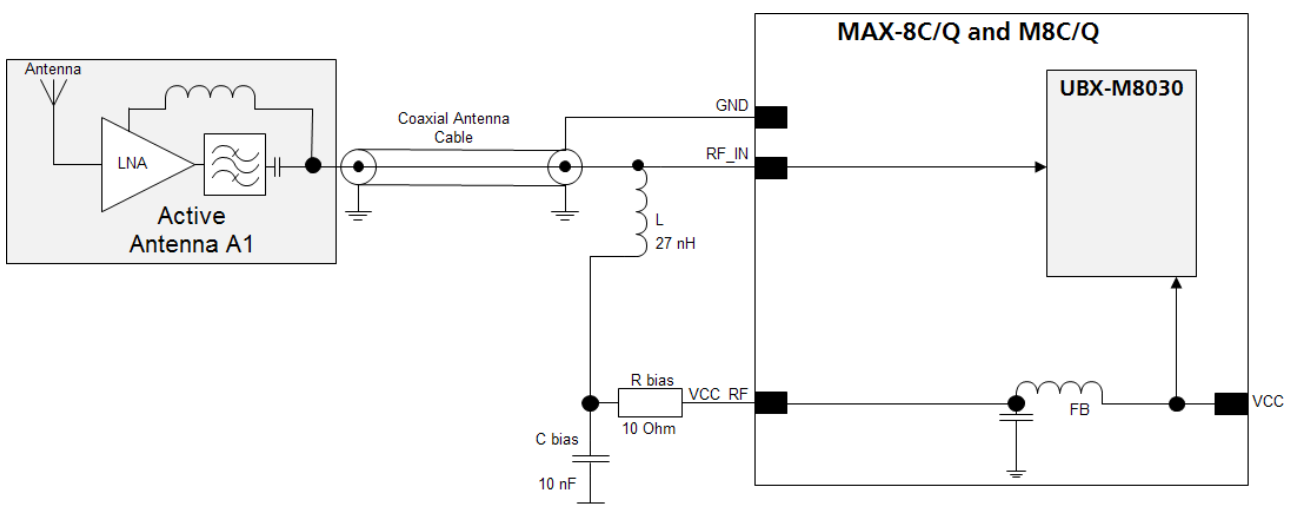 MAX-8C/Q and M8C/Q
Antenna
UBX-M8030
GND
Coaxial Antenna
Cable
LNA
RF_IN
Active
Antenna A1
L
27 nH
R bias
VCC_RF
10 Ohm
FB
VCC
C bias
10 nF